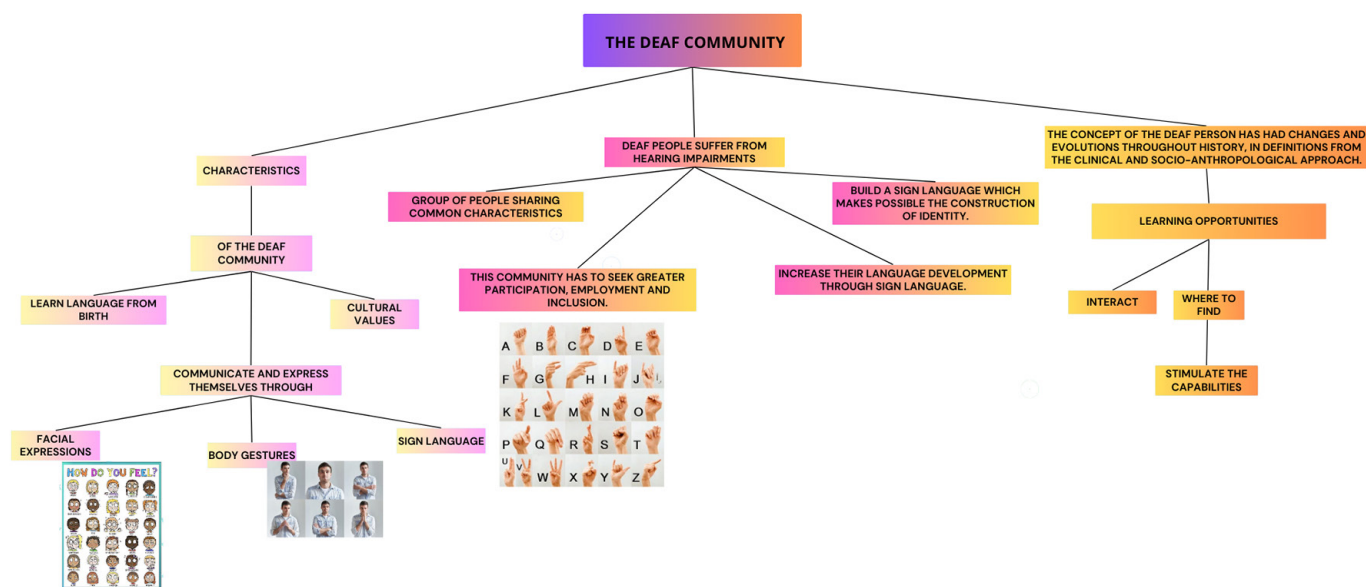 THE DEAF COMMUNITY
CHARACTERISTICS
OF THE DEAF
COMMUNITY
LEARN LANGUAGE FROM
BIRTH
CULTURAL
VALUES
COMMUNICATE AND EXPRESS
THEMSELVES THROUGH
FACIAL
EXPRESSIONS
BODY GESTURES
SIGN LANGUAGE
HOW DO YOU FEEL?
DEAF PEOPLE SUFFER FROM
HEARING IMPAIRMENTS
GROUP OF PEOPLE SHARING
COMMON CHARACTERISTICS
BUILD A SIGN LANGUAGE WHICH
MAKES POSSIBLE THE CONSTRUCTION
OF IDENTITY.
THIS COMMUNITY HAS TO SEEK GREATER
PARTICIPATION, EMPLOYMENT AND
INCLUSION.
INCREASE THEIR LANGUAGE DEVELOPMENT
THROUGH SIGN LANGUAGE.
A B C D E
F G H I J
K L M N O
P Q R S T
U V W X Y Z
THE CONCEPT OF THE DEAF PERSON HAS HAD CHANGES AND
EVOLUTIONS THROUGHOUT HISTORY, IN DEFINITIONS FROM
THE CLINICAL AND SOCIO-ANTHROPOLOGICAL APPROACH.
LEARNING OPPORTUNITIES
INTERACT
WHERE TO
FIND
STIMULATE THE
CAPABILITIES